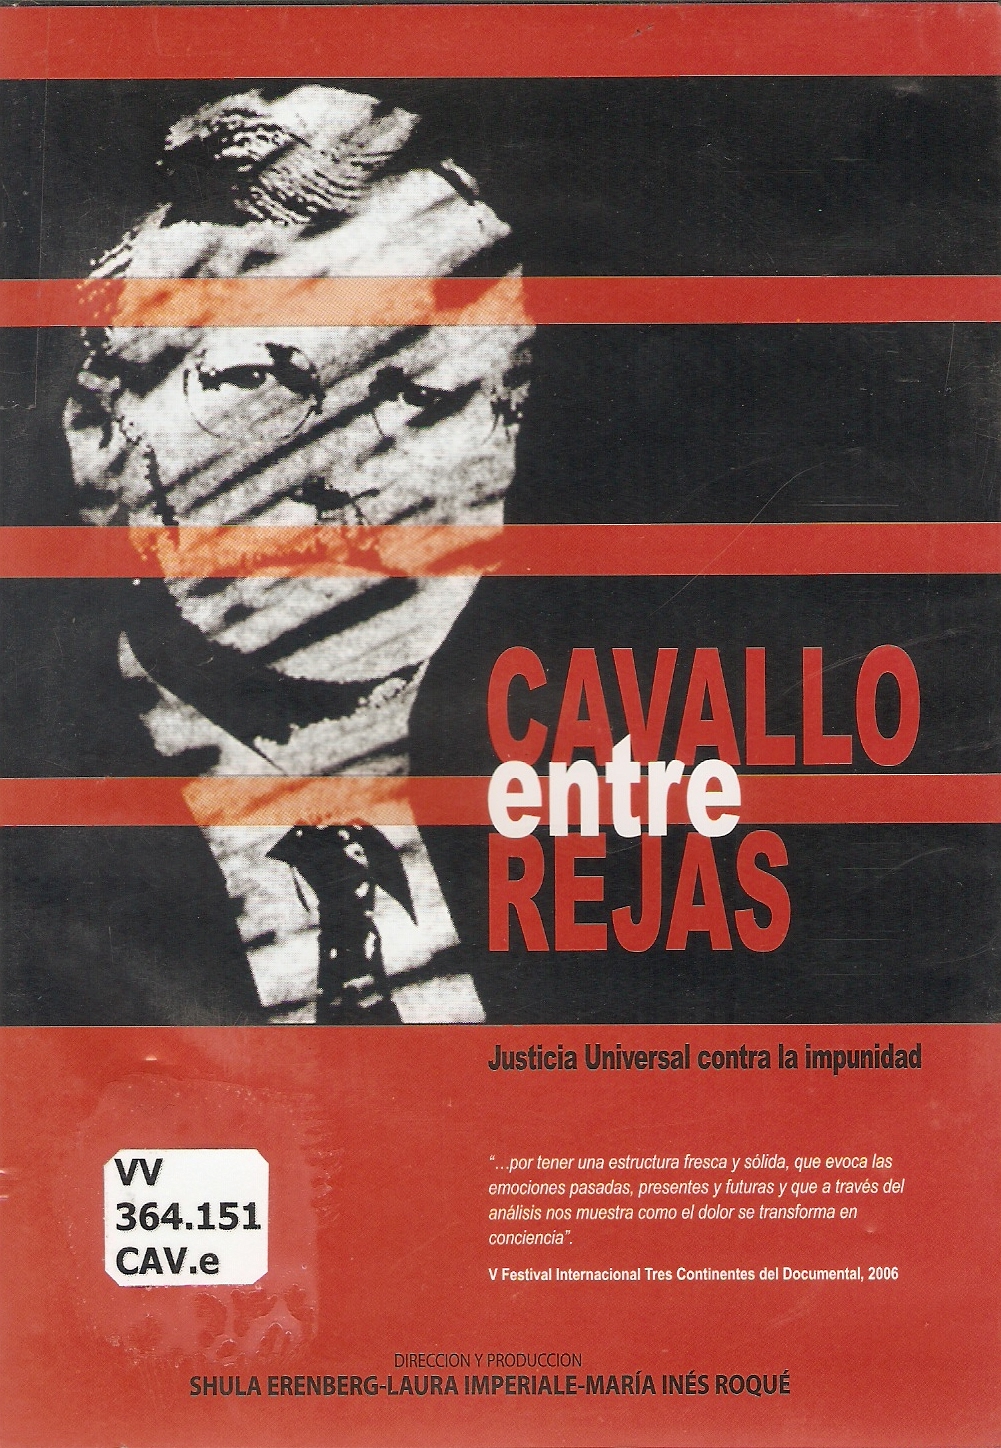 CAVALLO
entre
REJAS
Justicia Universal contra la impunidad
“...por tener una estructura fresca y sólida, que evoca las
emociones pasadas, presentes y futuras y que a través del
análisis nos muestra como el dolor se transforma en
conciencia”.
V Festival Internacional Tres Continentes del Documental, 2006
VV
364.151
CAV.e
DIRECCION Y PRODUCCIÓN
SHULA ERENBERG-LAURA IMPERIALE-MARÍA INÉS ROQUÉ